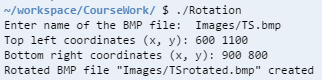 ~/workspace/CourseWork/ $ ./Rotation
Enter name of the BMP file:  Images/TS.bmp
Top left coordinates (x, y): 600 1100
Bottom right coordinates (x, y): 900 800
Rotated BMP file "Images/TSrotated.bmp" created